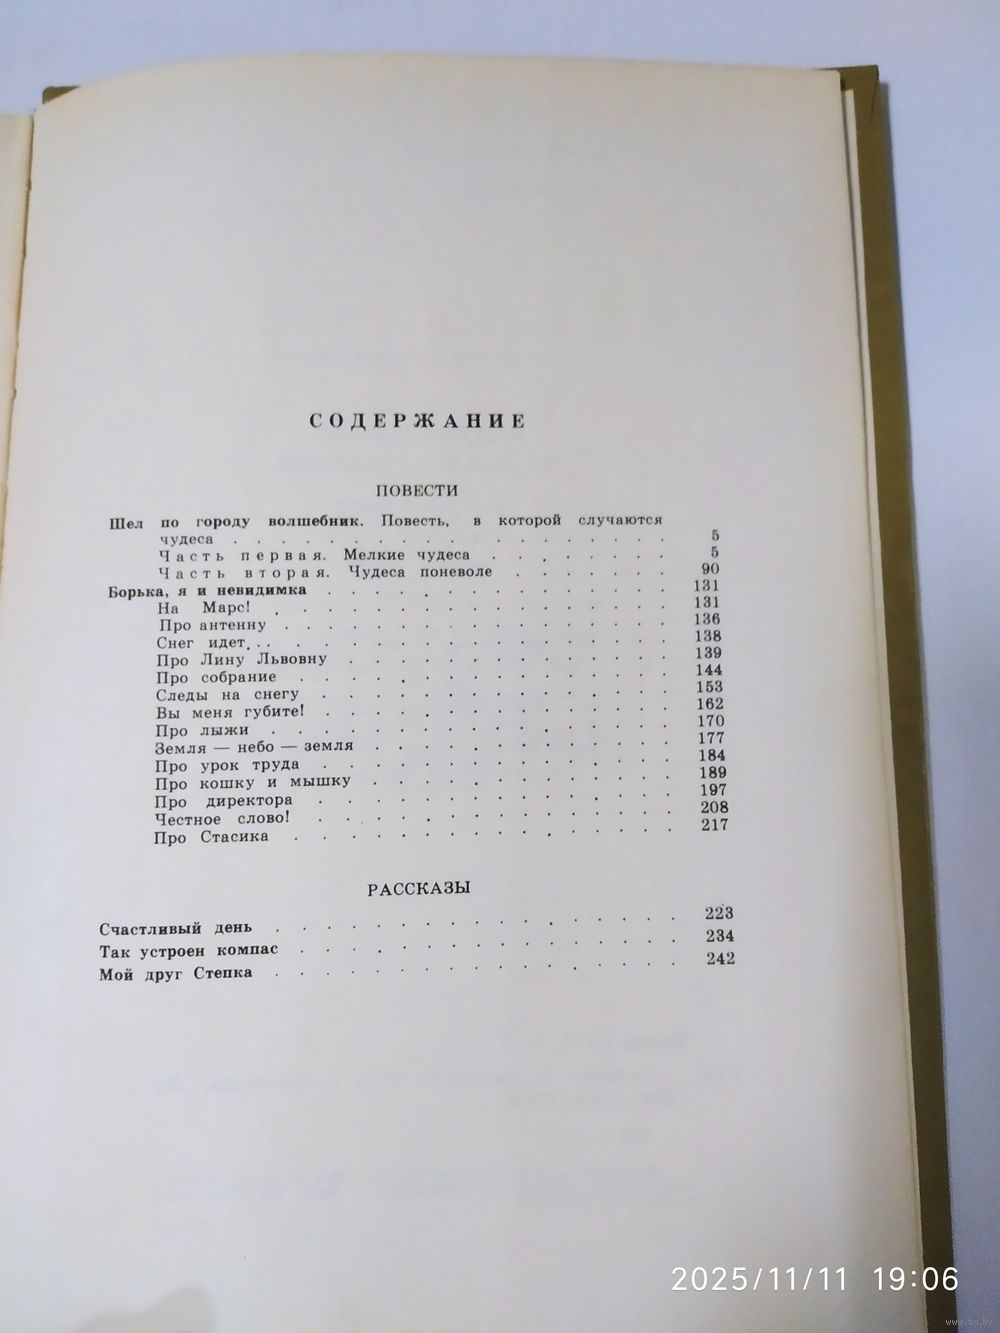 СОДЕРЖАНИЕ
ПОВЕСТИ
Шел по городу волшебник. Повесть, в которой случаются
чудеса . . . . . . . . . . . . . . . . . 5
Часть первая. Мелкие чудеса . . . . . . . 5
Часть вторая. Чудеса поневоле . . . . . . . 90
Борька, я и невидимка . . . . . . . . . . . . . . 131
На Марс! . . . . . . . . . . . . . . . . 131
Про антенну . . . . . . . . . . . . . . . . 136
Снег идет... . . . . . . . . . . . . . . . . 138
Про Лину Львовну . . . . . . . . . . . . . 139
Про собрание . . . . . . . . . . . . . . . 144
Следы на снегу . . . . . . . . . . . . . . 153
Вы меня губите! . . . . . . . . . . . . . . 162
Про лыжи . . . . . . . . . . . . . . . . 170
Земля — небо — земля . . . . . . . . . . . . 177
Про урок труда . . . . . . . . . . . . . . 184
Про кошку и мышку . . . . . . . . . . . . 189
Про директора . . . . . . . . . . . . . . 197
Честное слово! . . . . . . . . . . . . . . 208
Про Стасика . . . . . . . . . . . . . . . 217
РАССКАЗЫ
Счастливый день . . . . . . . . . . . . . . . . 223
Так устроен компас . . . . . . . . . . . . . . . 234
Мой друг Степка . . . . . . . . . . . . . . . . 242
2025/11/11 19:06
www.ay.by